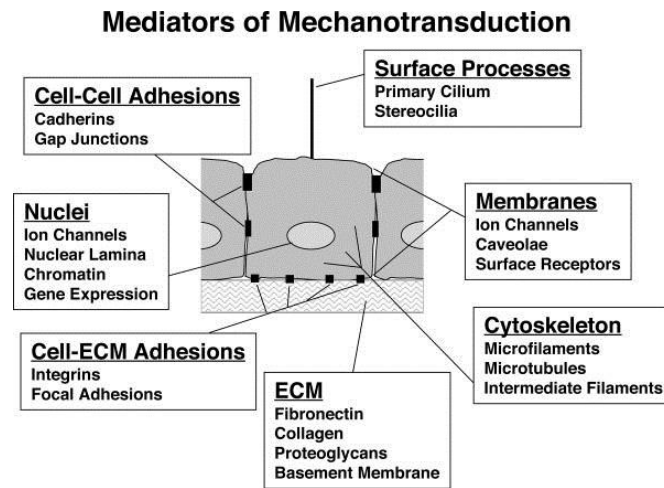 Mediators of Mechanotransduction
Surface Processes
Primary Cilium
Stereocilia
Cell-Cell Adhesions
Cadherins
Gap Junctions
Nuclei
Ion Channels
Nuclear Lamina
Chromatin
Gene Expression
Membranes
Ion Channels
Caveolae
Surface Receptors
Cell-ECM Adhesions
Integrins
Focal Adhesions
ECM
Fibronectin
Collagen
Proteoglycans
Basement Membrane
Cytoskeleton
Microfilaments
Microtubules
Intermediate Filaments